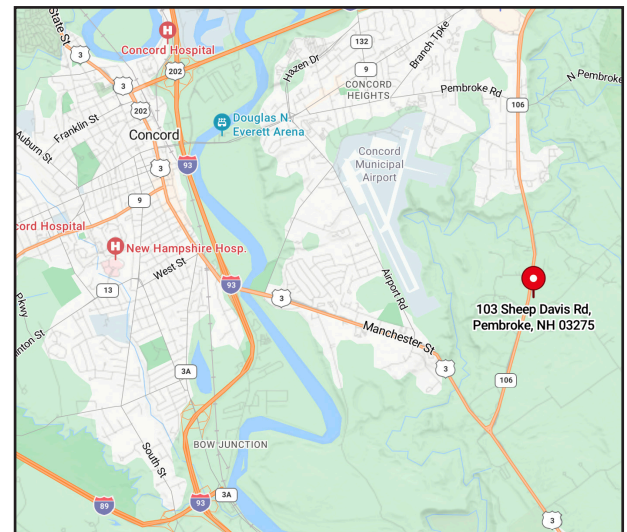 State St
Concord Hospital
3
3
202
202
Hazen Dr
132
9
CONCORD
HEIGHTS
Branch Tpke
Pembroke Rd
N Pembroke
106
Franklin St
Auburn St
Concord
Douglas N.
Everett Arena
Concord
Municipal
Airport
93
3
9
cord Hospital
New Hampshire Hosp.
West St
13
93
3
Airport Rd
Manchester St
103 Sheep Davis Rd,
Pembroke, NH 03275
Pkwy
inton St
3A
3
106
South St
BOW JUNCTION
89
93
3A
3
H
H